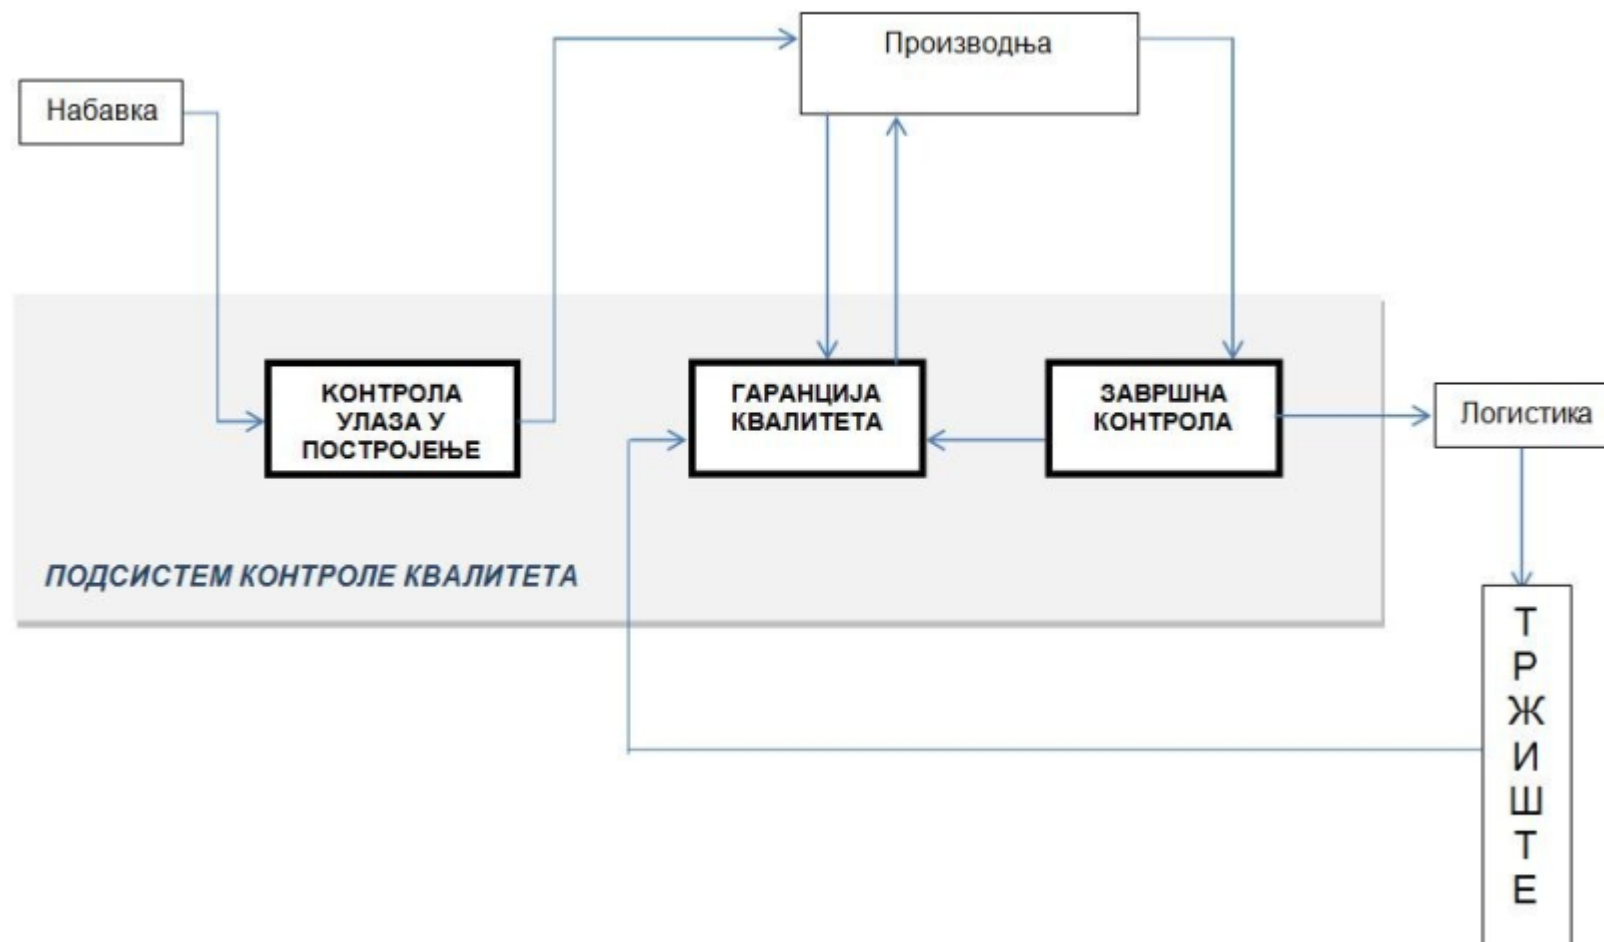 Производња
Набавка
КОНТРОЛА
УЛАЗА У
ПОСТРОЈЕЊЕ
ГАРАНЦИЈА
КВАЛИТЕТА
ЗАВРШНА
КОНТРОЛА
Логистика
ПОДСИСТЕМ КОНТРОЛЕ КВАЛИТЕТА
Т
Р
Ж
И
Ш
Т
Е